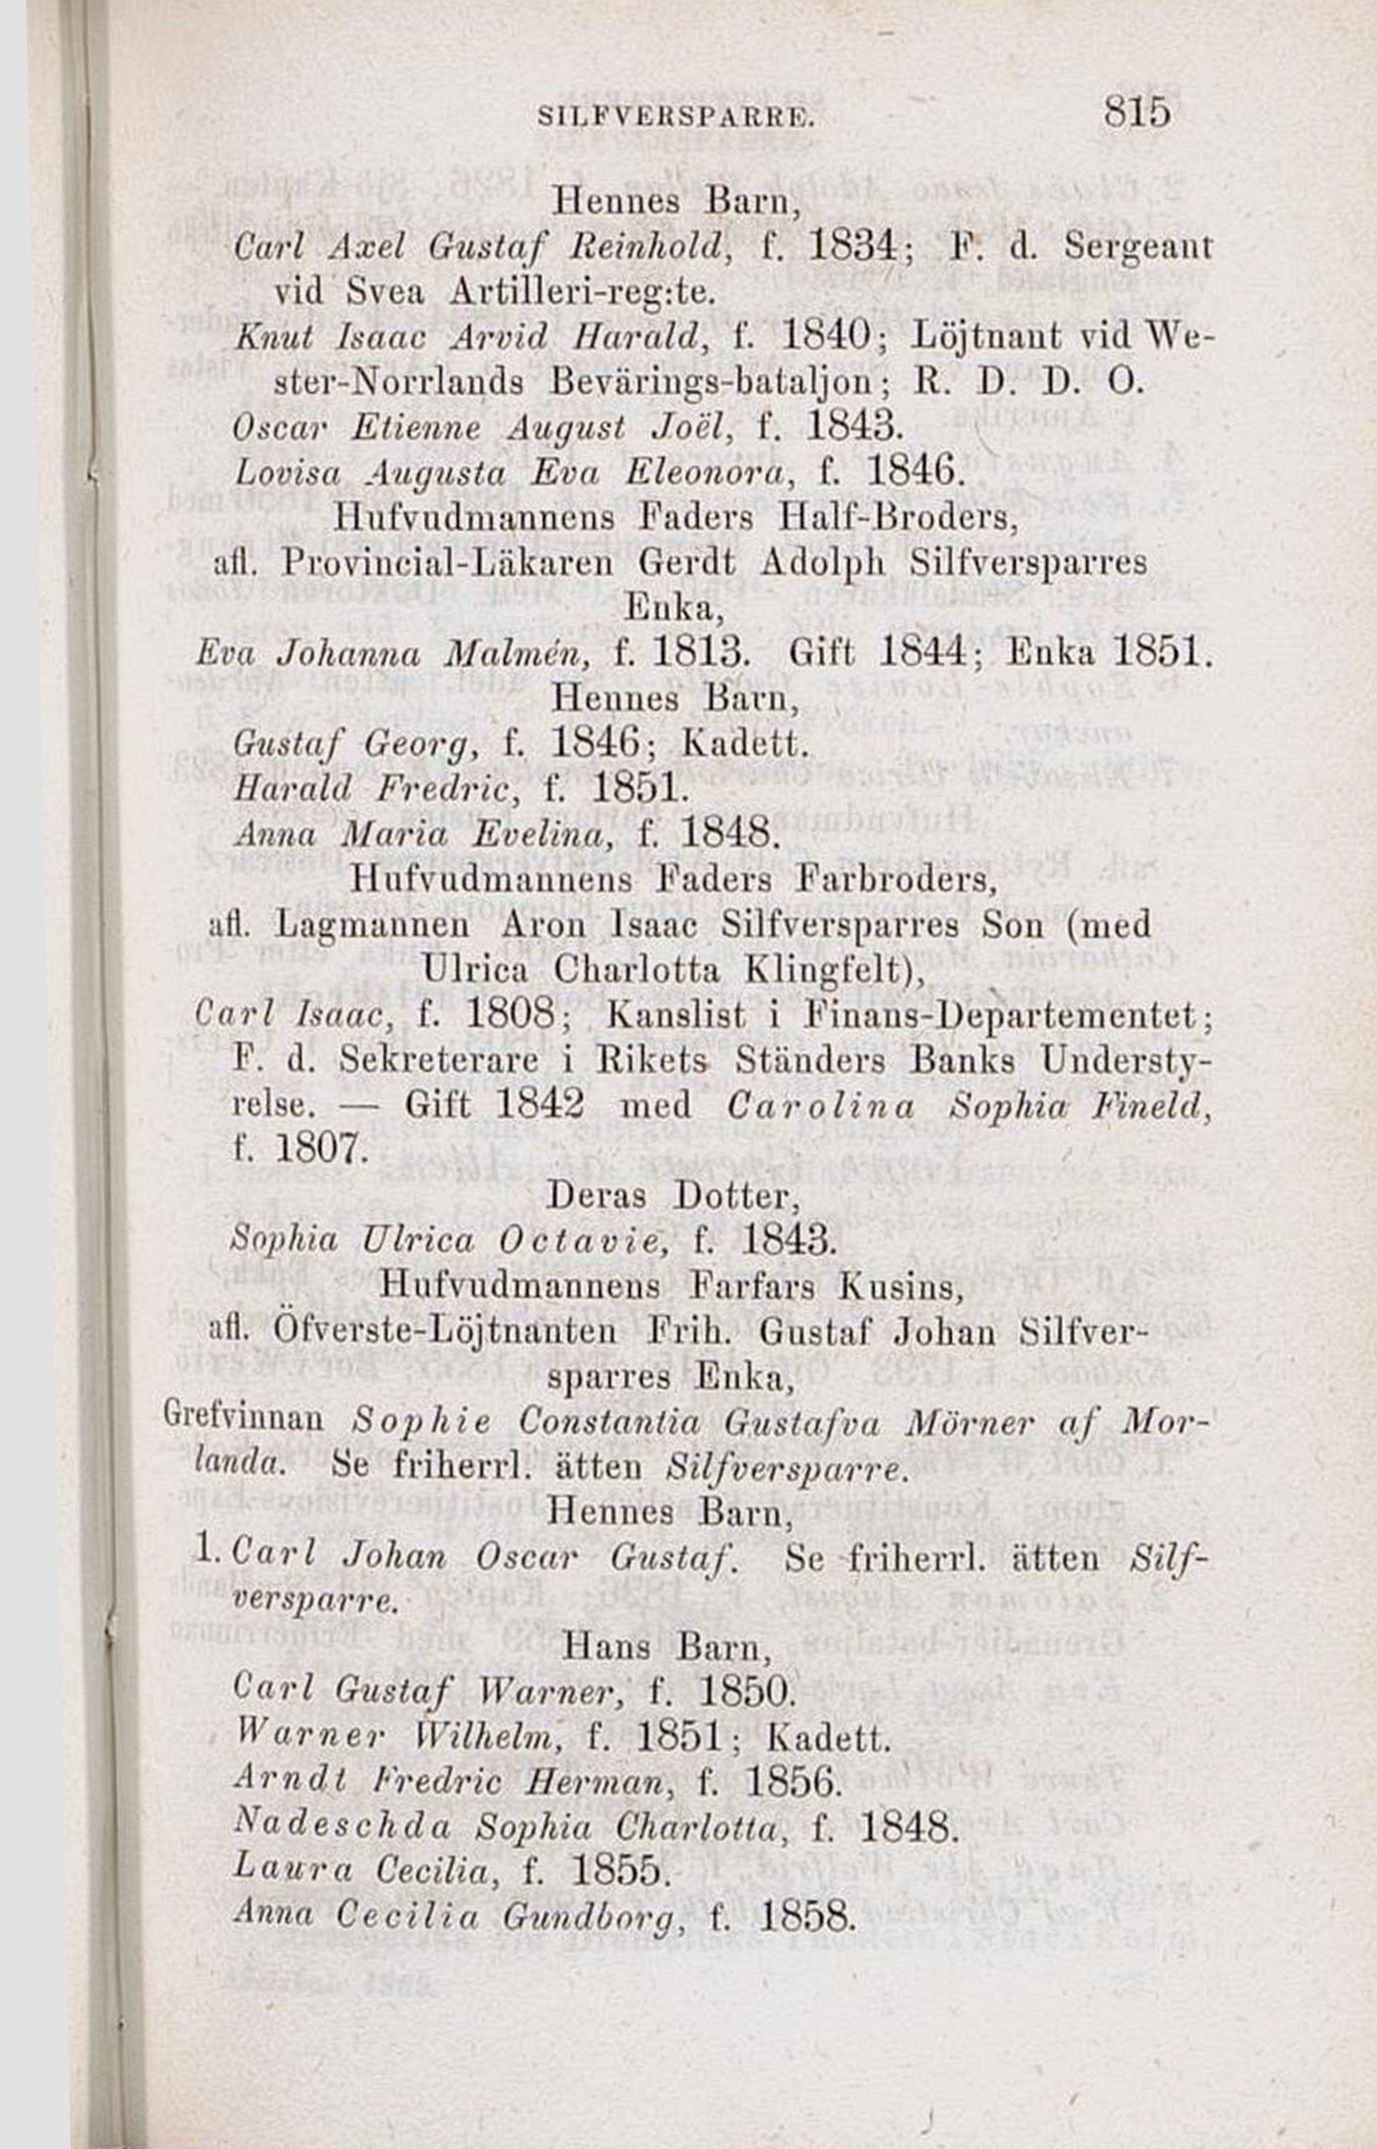 SILFVERSPARRE. 815
Hennes Barn,
Carl Axel Gustaf Reinhold, f. 1834; F. d. Sergeant
vid Svea Artilleri-reg:te.
Knut Isaac Arvid Harald, f. 1840; Löjtnant vid We-
ster-Norrlands Bevärings-bataljon; R. D. D. O.
Oscar Etienne August Joël, f. 1843.
Lovisa Augusta Eva Eleonora, f. 1846.
Hufvudmannens Faders Half-Broders,
afl. Provincial-Läkaren Gerdt Adolph Silfversparres
Enka,
Eva Johanna Malmén, f. 1813. Gift 1844; Enka 1851.
Hennes Barn,
Gustaf Georg, f. 1846; Kadett.
Harald Fredric, f. 1851.
Anna Maria Evelina, f. 1848.
Hufvudmannens Faders Farbroders,
afl. Lagmannen Aron Isaac Silfversparres Son (med
Ulrica Charlotta Klingfelt),
Carl Isaac, f. 1808; Kanslist i Finans-Departementet;
F. d. Sekreterare i Rikets Ständers Banks Understy-
relse. — Gift 1842 med Carolina Sophia Fineld,
f. 1807.
Deras Dotter,
Sophia Ulrica Octavie, f. 1843.
Hufvudmannens Farfars Kusins,
afl. Öfverste-Löjtnanten Frih. Gustaf Johan Silfver-
sparres Enka,
Grefvinnan Sophie Constantia Gustafva Mörner af Mor-
landa. Se friherrl. ätten Silfversparre.
Hennes Barn,
1. Carl Johan Oscar Gustaf. Se friherrl. ätten Silf-
versparre.
Hans Barn,
Carl Gustaf Warner, f. 1850.
Warner Wilhelm, f. 1851; Kadett.
Arndt Fredric Herman, f. 1856.
Nadeschda Sophia Charlotta, f. 1848.
Laura Cecilia, f. 1855.
Anna Cecilia Gundborg, f. 1858.